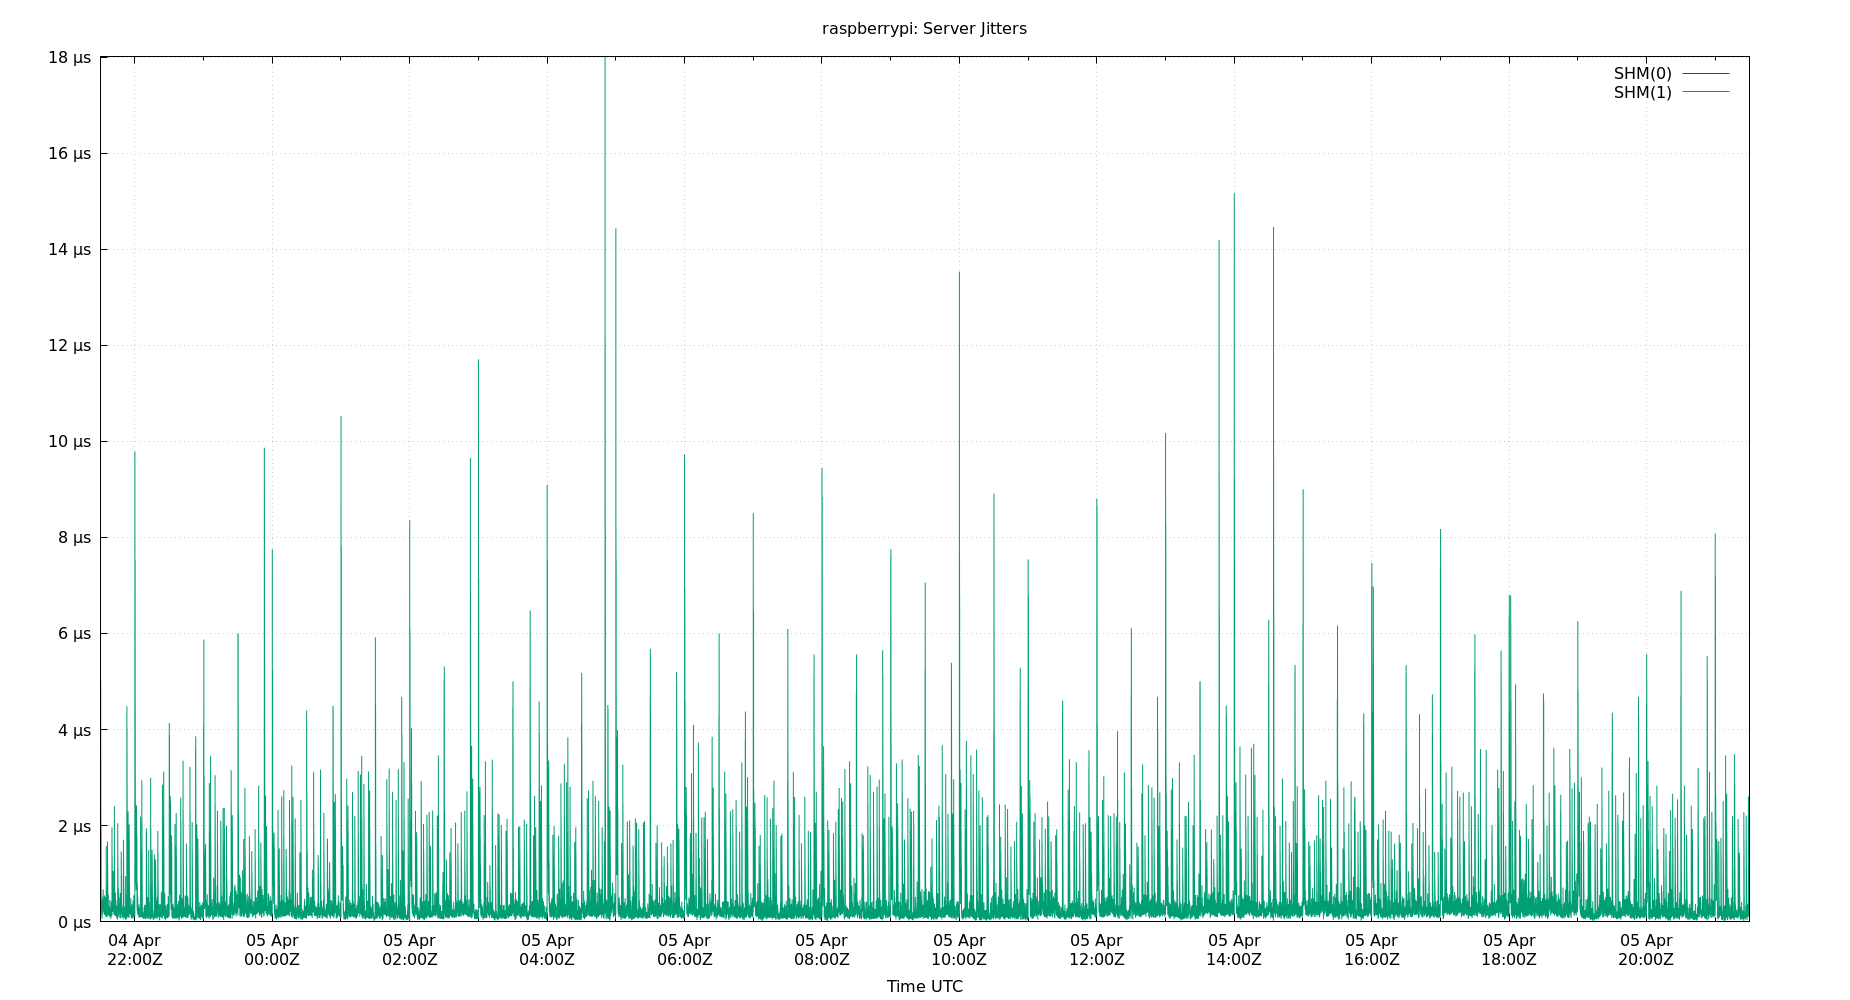 raspberrypi: Server Jitters
SHM(0)
SHM(1)
18 µs
16 µs
14 µs
12 µs
10 µs
8 µs
6 µs
4 µs
2 µs
0 µs
04 Apr 05 Apr 05 Apr 05 Apr 05 Apr 05 Apr 05 Apr 05 Apr 05 Apr 05 Apr 05 Apr 05 Apr
22:00Z 00:00Z 02:00Z 04:00Z 06:00Z 08:00Z 10:00Z 12:00Z 14:00Z 16:00Z 18:00Z 20:00Z
Time UTC